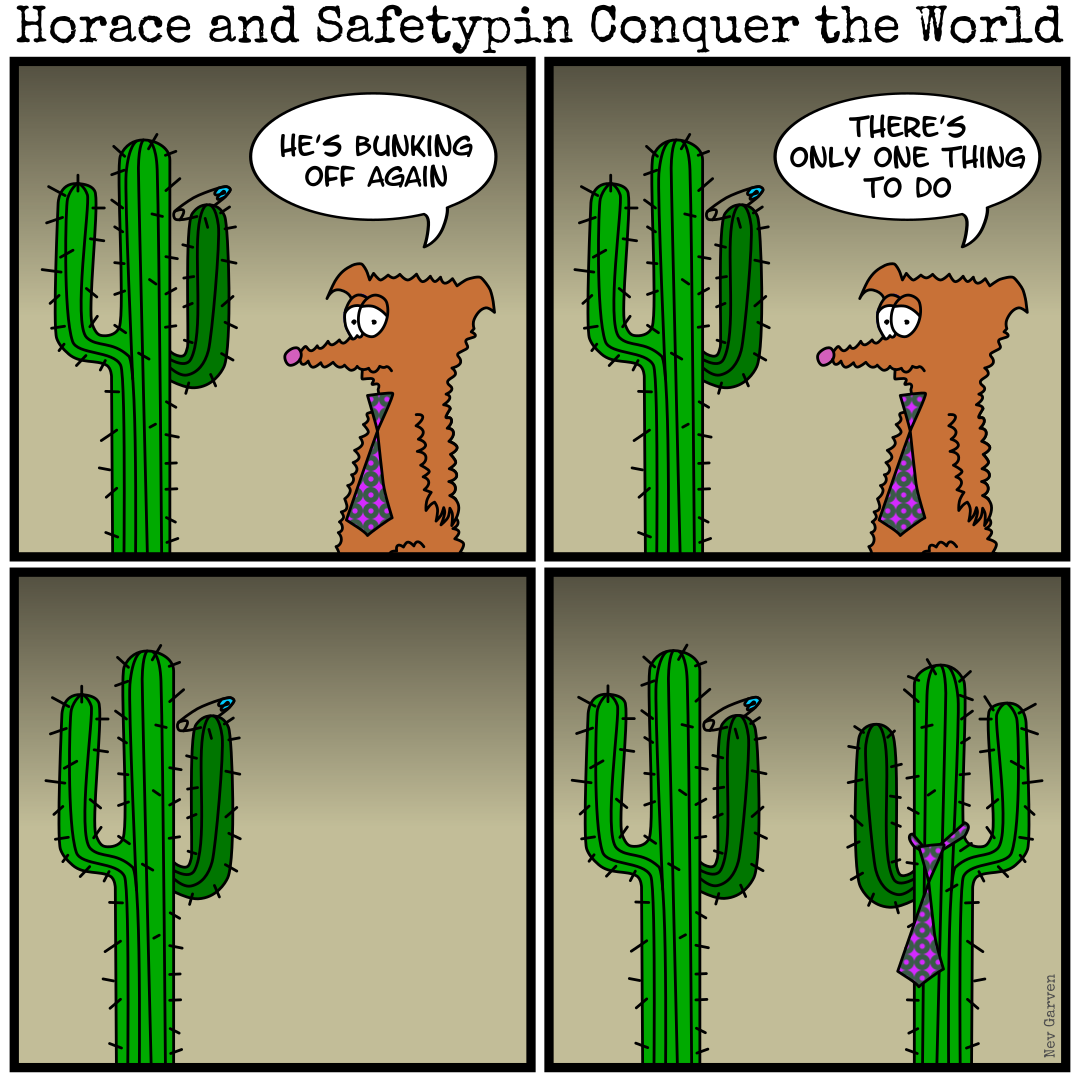 Horace and Safetypin Conquer the World
HE'S BUNKING
OFF AGAIN
THERE'S
ONLY ONE THING
TO DO
Nev Garven